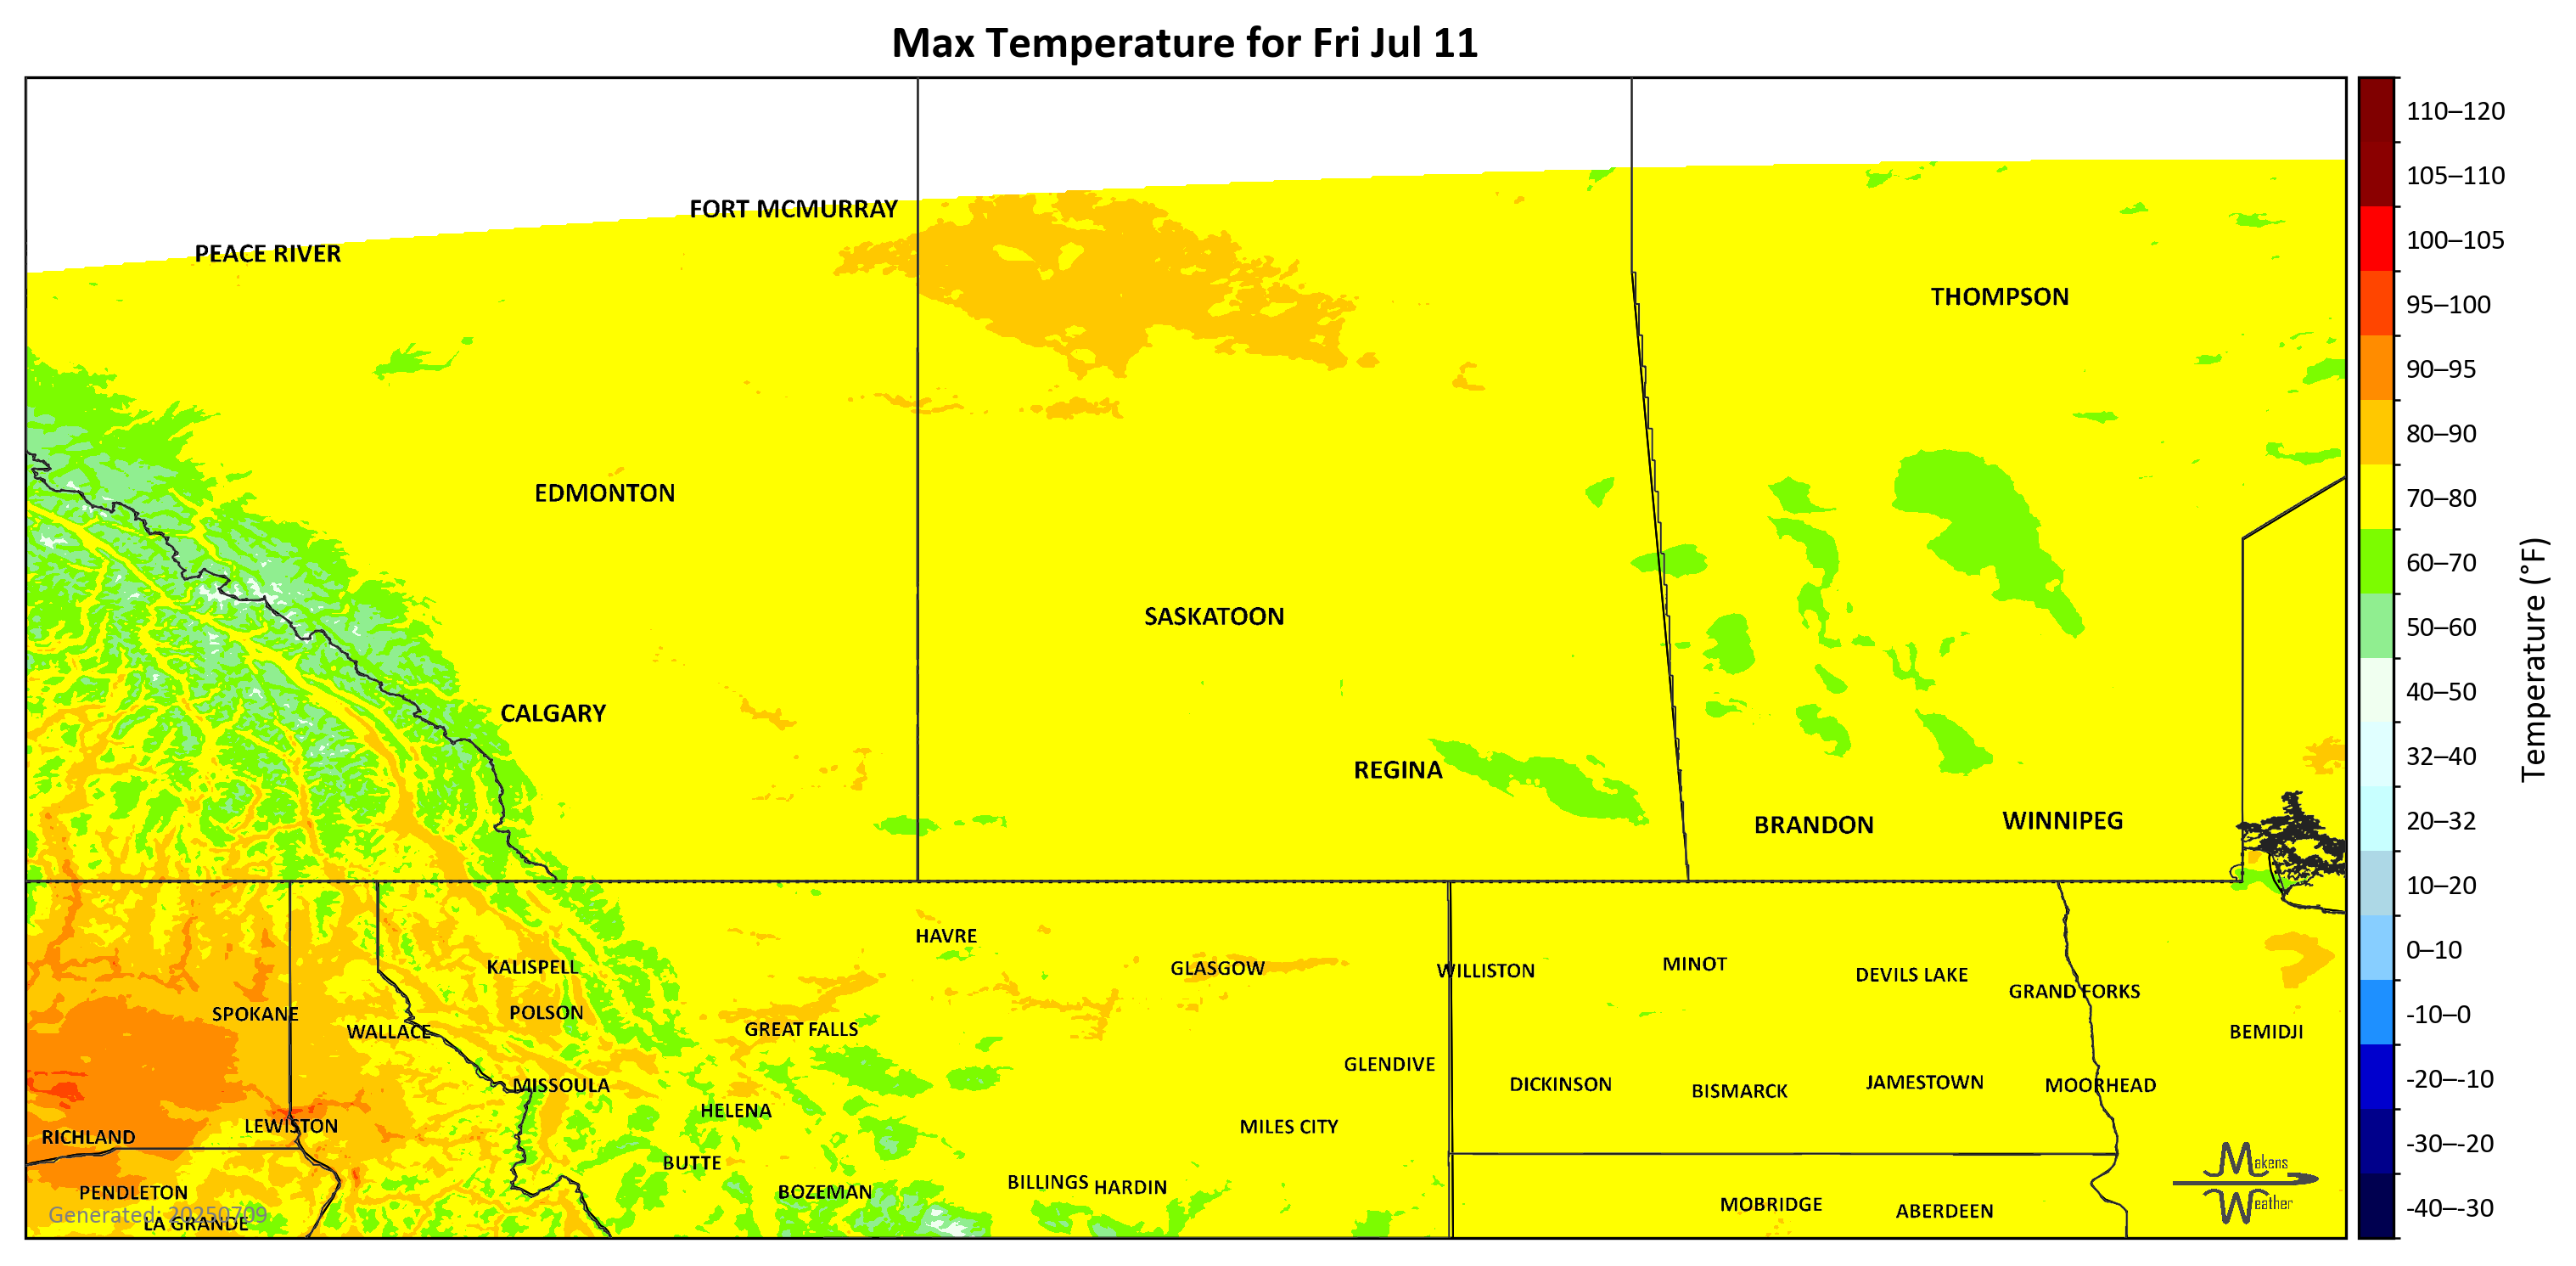 Max Temperature for Fri Jul 11
110–120
105–110
100–105
95–100
90–95
80–90
70–80
60–70
50–60
40–50
32–40
20–32
10–20
0–10
-10–0
-20–-10
-30–-20
-40–-30
Temperature (°F)
FORT MCMURRAY
PEACE RIVER
THOMPSON
EDMONTON
SASKATOON
CALGARY
REGINA
BRANDON
WINNIPEG
HAVRE
KALISPELL
GLASGOW
WILLISTON
MINOT
DEVILS LAKE
GRAND FORKS
SPOKANE
POLSON
WALLACE
GREAT FALLS
BEMIDJI
GLENDIVE
MISSOULA
DICKINSON
BISMARCK
JAMESTOWN
MOORHEAD
HELENA
LEWISTON
MILES CITY
RICHLAND
BUTTE
PENDLETON
BOZEMAN
BILLINGS
HARDIN
MOBRIDGE
ABERDEEN
LA GRANDE
Generated: 20250709
Makens
Weather